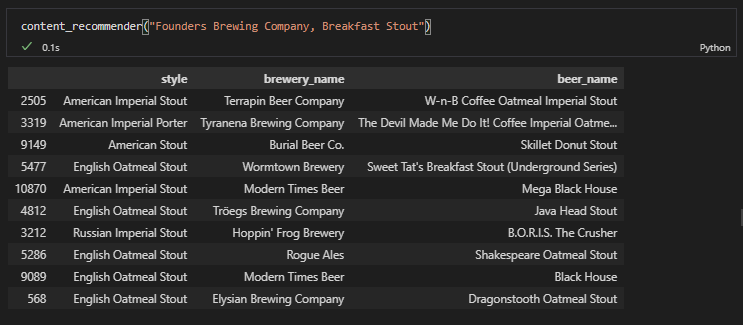 content_recommender("Founders Brewing Company, Breakfast Stout")
✓ 0.1s Python
style brewery_name beer_name
2505 American Imperial Stout Terrapin Beer Company W-n-B Coffee Oatmeal Imperial Stout
3319 American Imperial Porter Tyranena Brewing Company The Devil Made Me Do It! Coffee Imperial Oatme...
9149 American Stout Burial Beer Co. Skillet Donut Stout
5477 English Oatmeal Stout Wormtown Brewery Sweet Tat's Breakfast Stout (Underground Series)
10870 American Imperial Stout Modern Times Beer Mega Black House
4812 English Oatmeal Stout Tröegs Brewing Company Java Head Stout
3212 Russian Imperial Stout Hoppin' Frog Brewery B.O.R.I.S. The Crusher
5286 English Oatmeal Stout Rogue Ales Shakespeare Oatmeal Stout
9089 English Oatmeal Stout Modern Times Beer Black House
568 English Oatmeal Stout Elysian Brewing Company Dragonstooth Oatmeal Stout